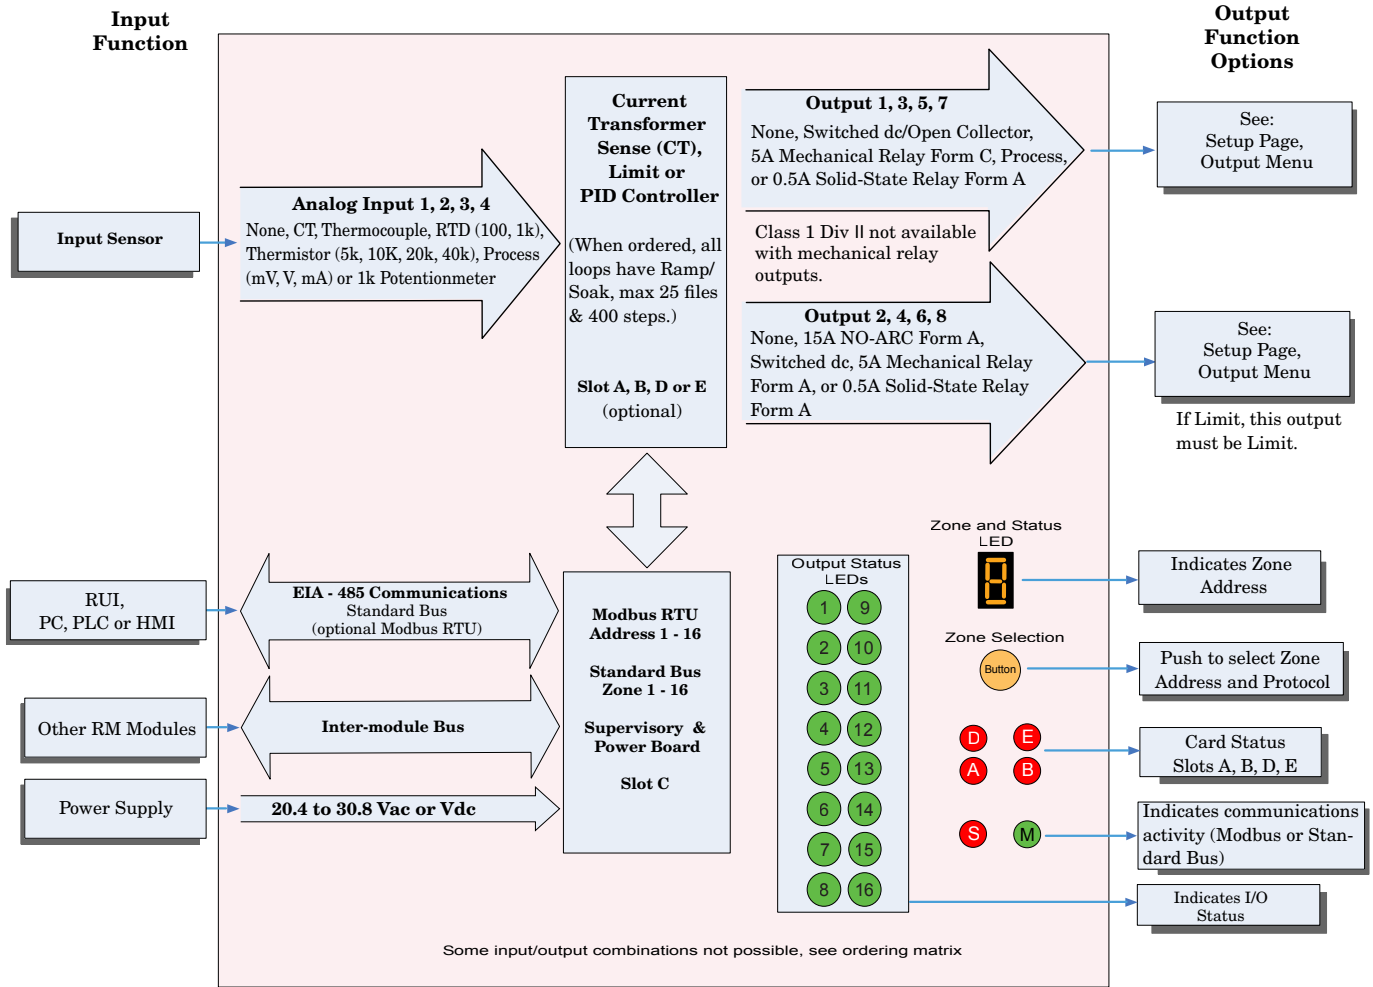 Input
Function
Output
Function
Options
Input Sensor
Analog Input 1, 2, 3, 4
None, CT, Thermocouple, RTD (100, 1k),
Thermistor (5k, 10K, 20k, 40k), Process
(mV, V, mA) or 1k Potentionmeter
Current
Transformer
Sense (CT),
Limit or
PID Controller
(When ordered, all
loops have Ramp/
Soak, max 25 files
& 400 steps.)
Slot A, B, D or E
(optional)
Output 1, 3, 5, 7
None, Switched dc/Open Collector,
5A Mechanical Relay Form C, Process,
or 0.5A Solid-State Relay Form A
Class 1 Div II not available
with mechanical relay
outputs.
Output 2, 4, 6, 8
None, 15A NO-ARC Form A,
Switched dc, 5A Mechanical Relay
Form A, or 0.5A Solid-State Relay
Form A
See:
Setup Page,
Output Menu
See:
Setup Page,
Output Menu
If Limit, this output
must be Limit.
RUI,
PC, PLC or HMI
EIA - 485 Communications
Standard Bus
(optional Modbus RTU)
Other RM Modules
Inter-module Bus
Power Supply
20.4 to 30.8 Vac or Vdc
Modbus RTU
Address 1 - 16
Standard Bus
Zone 1 - 16
Supervisory &
Power Board
Slot C
Output Status
LEDs
1 9
2 10
3 11
4 12
5 13
6 14
7 15
8 16
Zone and Status
LED
8
Zone Selection
Button
D E
A B
S M
Indicates Zone
Address
Push to select Zone
Address and Protocol
Card Status
Slots A, B, D, E
Indicates communications
activity (Modbus or Stan-
dard Bus)
Indicates I/O
Status
Some input/output combinations not possible, see ordering matrix